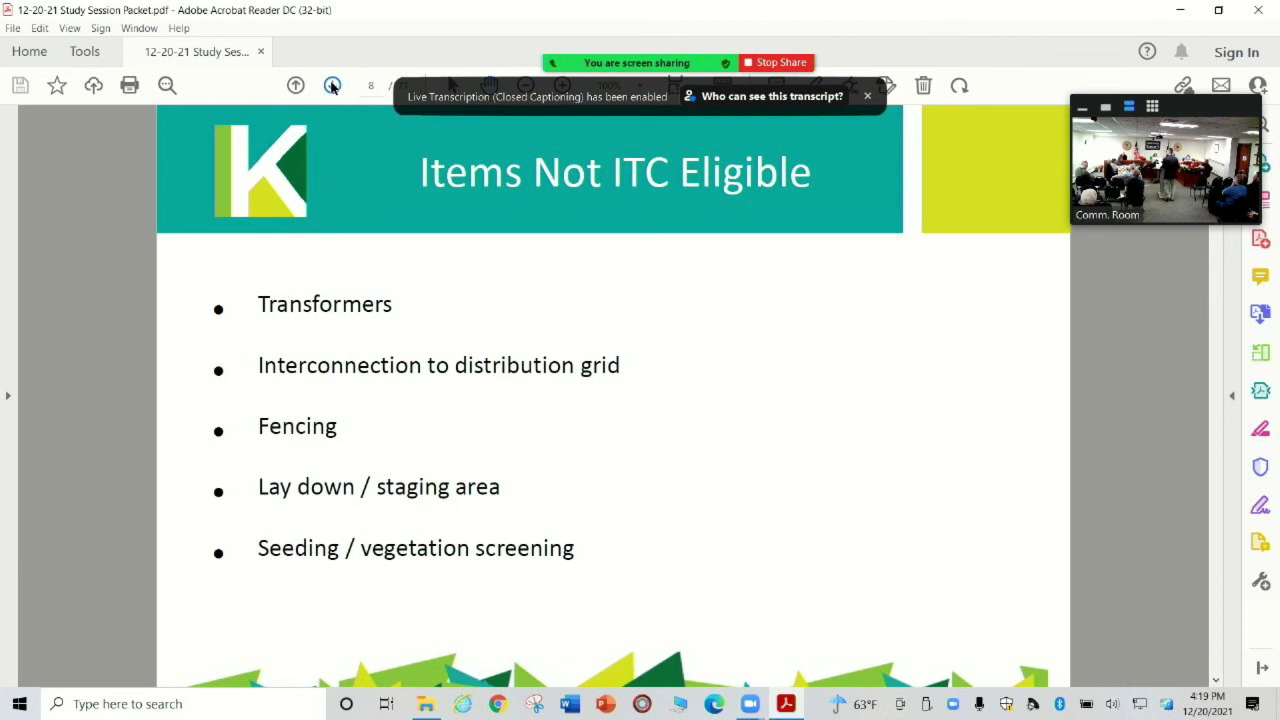 12-20-21 Study Session Packet.pdf - Adobe Acrobat Reader DC (32-bit)
File Edit View Sign Window Help
Home Tools 12-20-21 Study Ses... × Sign In
You are screen sharing Stop Share
8 /
Live Transcription (Closed Captioning) has been enabled Who can see this transcript? ×
K
Items Not ITC Eligible
Comm. Room
• Transformers
• Interconnection to distribution grid
• Fencing
• Lay down / staging area
• Seeding / vegetation screening
Type here to search
63°F
4:19 PM
12/20/2021